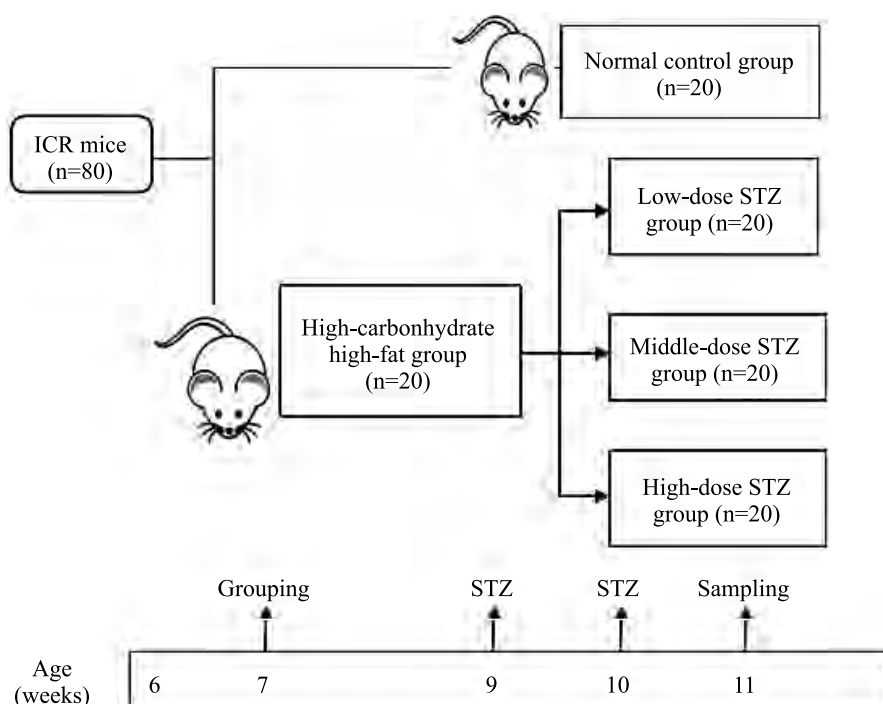 Normal control group
(n=20)
ICR mice
(n=80)
Low-dose STZ
group (n=20)
High-carbonhydrate
high-fat group
(n=20)
Middle-dose STZ
group (n=20)
High-dose STZ
group (n=20)
Grouping STZ STZ Sampling
Age
(weeks)
6 7 9 10 11